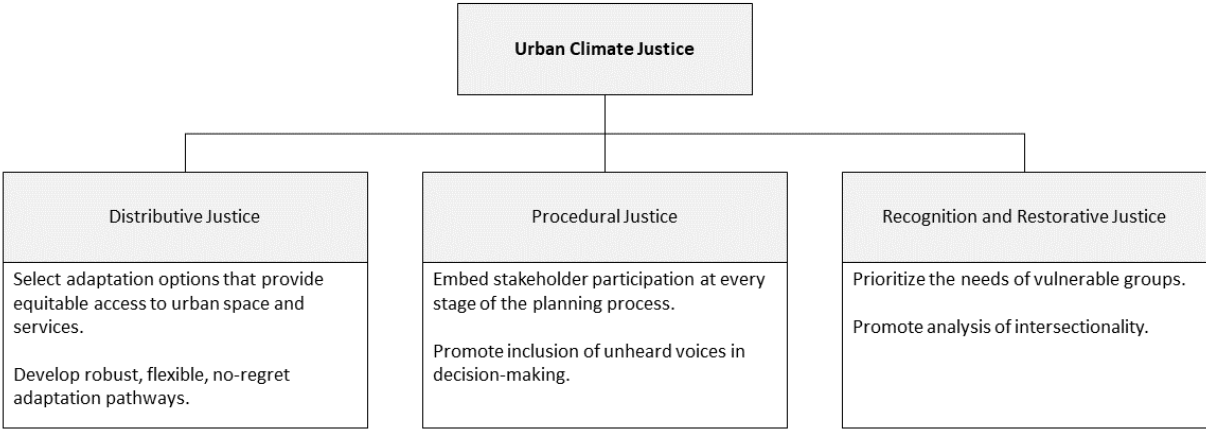 Urban Climate Justice
Distributive Justice
Select adaptation options that provide
equitable access to urban space and
services.
Develop robust, flexible, no-regret
adaptation pathways.
Procedural Justice
Embed stakeholder participation at every
stage of the planning process.
Promote inclusion of unheard voices in
decision-making.
Recognition and Restorative Justice
Prioritize the needs of vulnerable groups.
Promote analysis of intersectionality.